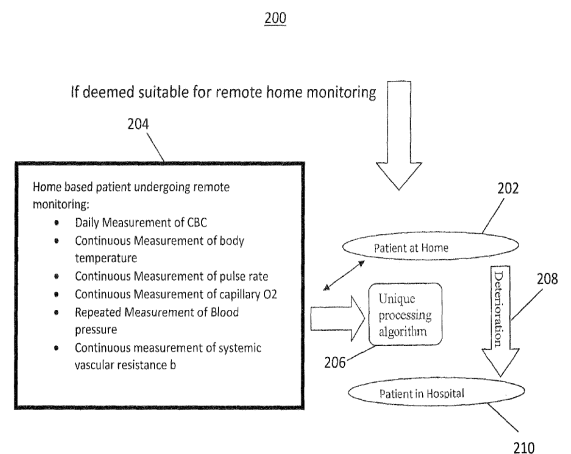 200
If deemed suitable for remote home monitoring
204
Home based patient undergoing remote
monitoring:
• Daily Measurement of CBC
• Continuous Measurement of body
temperature
• Continuous Measurement of pulse rate
• Continuous Measurement of capillary O2
• Repeated Measurement of Blood
pressure
• Continuous measurement of systemic
vascular resistance b
202
Patient at Home
Unique
processing
algorithm
206
Deterioration
208
Patient in Hospital
210